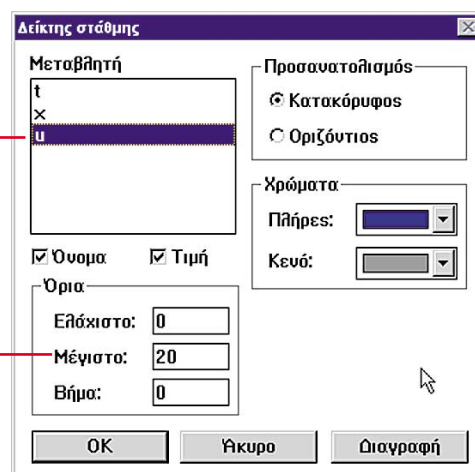 Δείκτης στάθμης
Μεταβλητή
t
x
u
Όνομα
Τιμή
Όρια
Ελάχιστο: 0
Μέγιστο: 20
Βήμα: 0
Προσανατολισμός
Κατακόρυφος
Οριζόντιος
Χρώματα
Πλήρες:
Κενό:
OK
Άκυρο
Διαγραφή